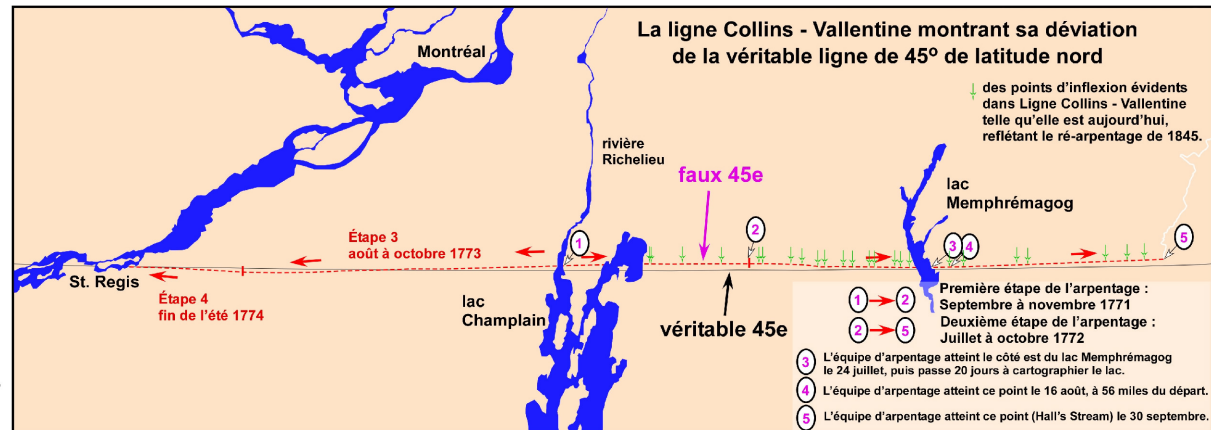 La ligne Collins - Vallentine montrant sa déviation
de la véritable ligne de 45º de latitude nord
Montréal
des points d'inflexion évidents
dans Ligne Collins - Vallentine
telle qu'elle est aujourd'hui,
reflétant le ré-arpentage de 1845.
rivière
Richelieu
faux 45e
lac
Memphrémagog
Étape 3
août à octobre 1773
1
2
3
4
5
St. Regis
Étape 4
fin de l'été 1774
lac
Champlain
véritable 45e
1 2
Première étape de l'arpentage :
Septembre à novembre 1771
2 5
Deuxième étape de l'arpentage :
Juillet à octobre 1772
3 L'équipe d'arpentage atteint le côté est du lac Memphrémagog
le 24 juillet, puis passe 20 jours à cartographier le lac.
4 L'équipe d'arpentage atteint ce point le 16 août, à 56 miles du départ.
5 L'équipe d'arpentage atteint ce point (Hall's Stream) le 30 septembre.